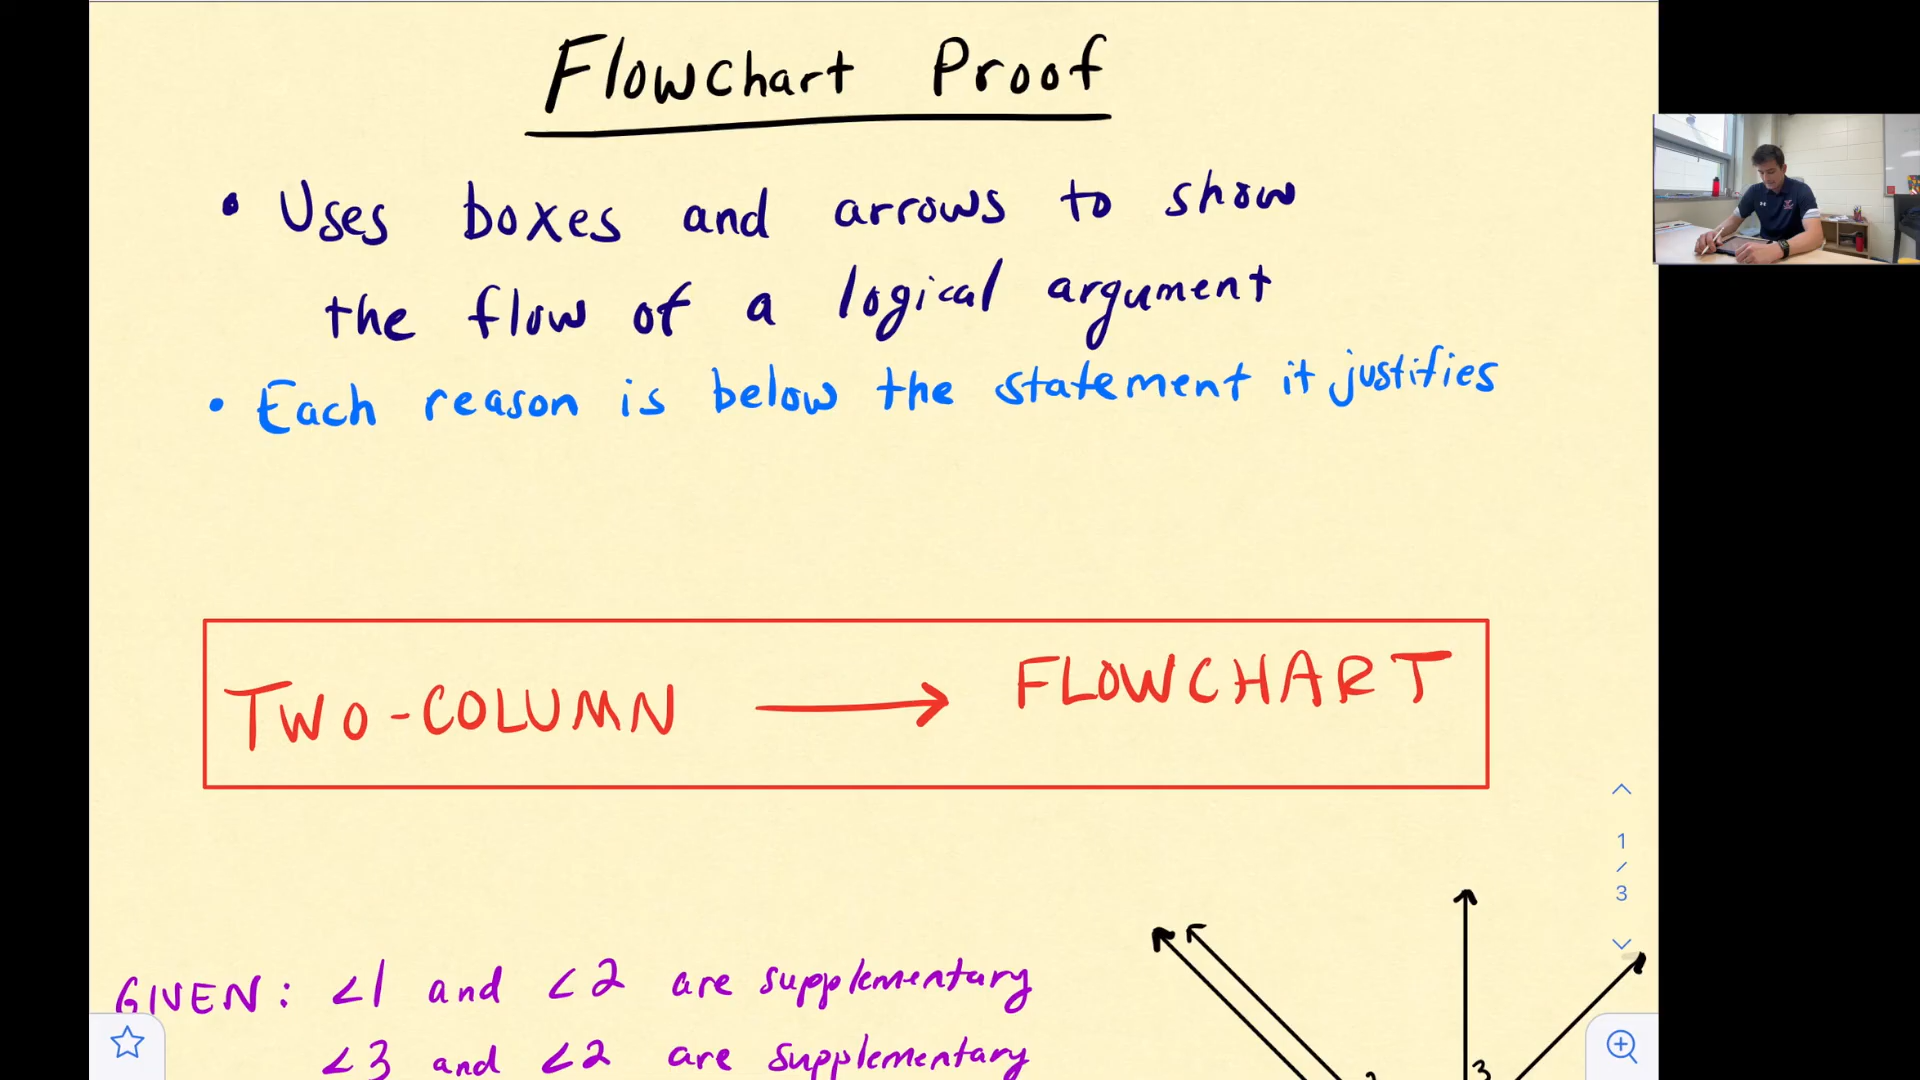 Flowchart Proof
• Uses boxes and arrows to show
the flow of a logical argument
• Each reason is below the statement it justifies
TWO-COLUMN → FLOWCHART
1
/
3
GIVEN: ∠1 and ∠2 are supplementary
∠3 and ∠2 are supplementary
3